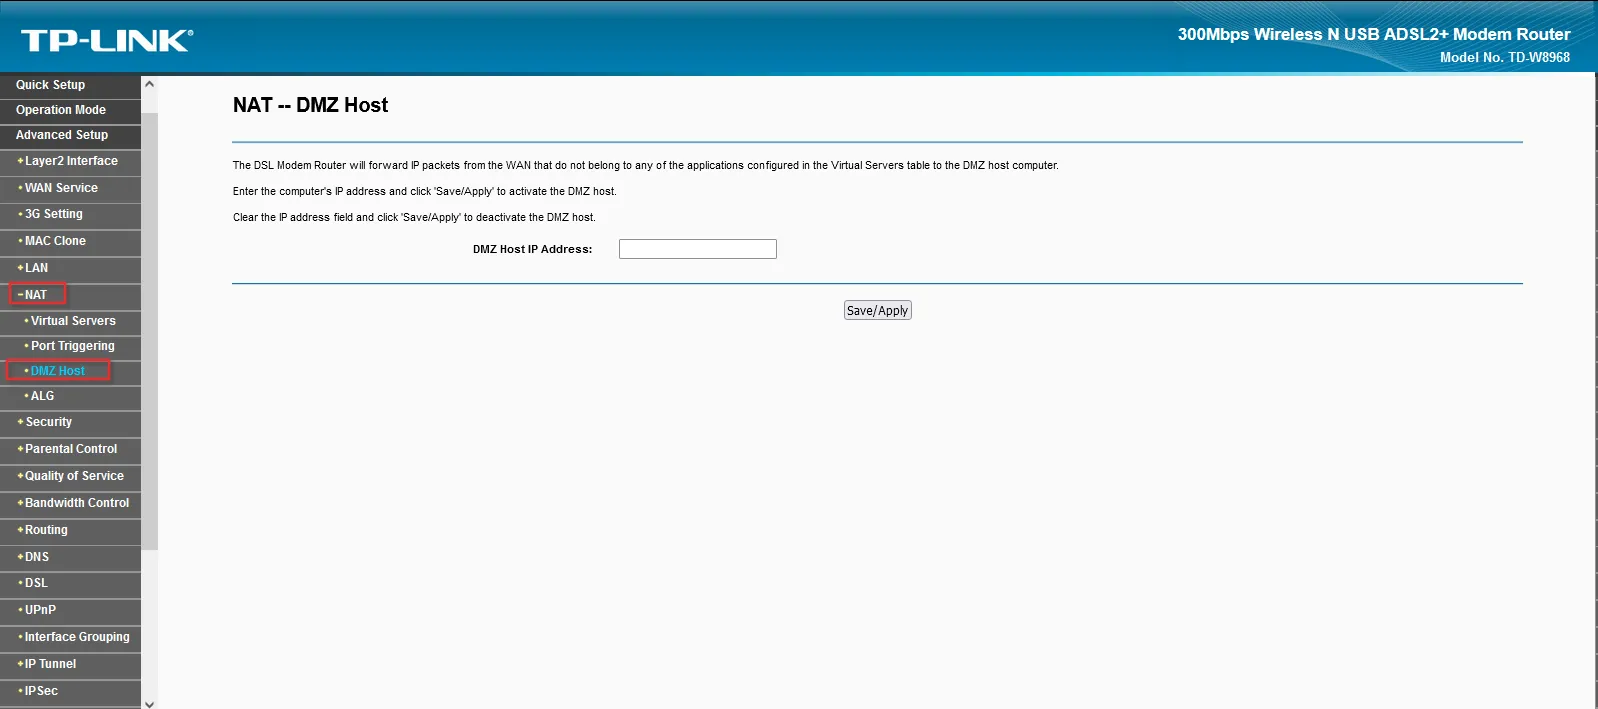 TP-LINK®
300Mbps Wireless N USB ADSL2+ Modem Router
Model No. TD-W8968
Quick Setup
Operation Mode
Advanced Setup
+Layer2 Interface
•WAN Service
•3G Setting
•MAC Clone
+LAN
-NAT
•Virtual Servers
•Port Triggering
•DMZ Host
•ALG
+Security
+Parental Control
+Quality of Service
+Bandwidth Control
+Routing
+DNS
•DSL
•UPnP
•Interface Grouping
+IP Tunnel
•IPSec
NAT -- DMZ Host
The DSL Modem Router will forward IP packets from the WAN that do not belong to any of the applications configured in the Virtual Servers table to the DMZ host computer.
Enter the computer's IP address and click 'Save/Apply' to activate the DMZ host.
Clear the IP address field and click 'Save/Apply' to deactivate the DMZ host.
DMZ Host IP Address:
Save/Apply